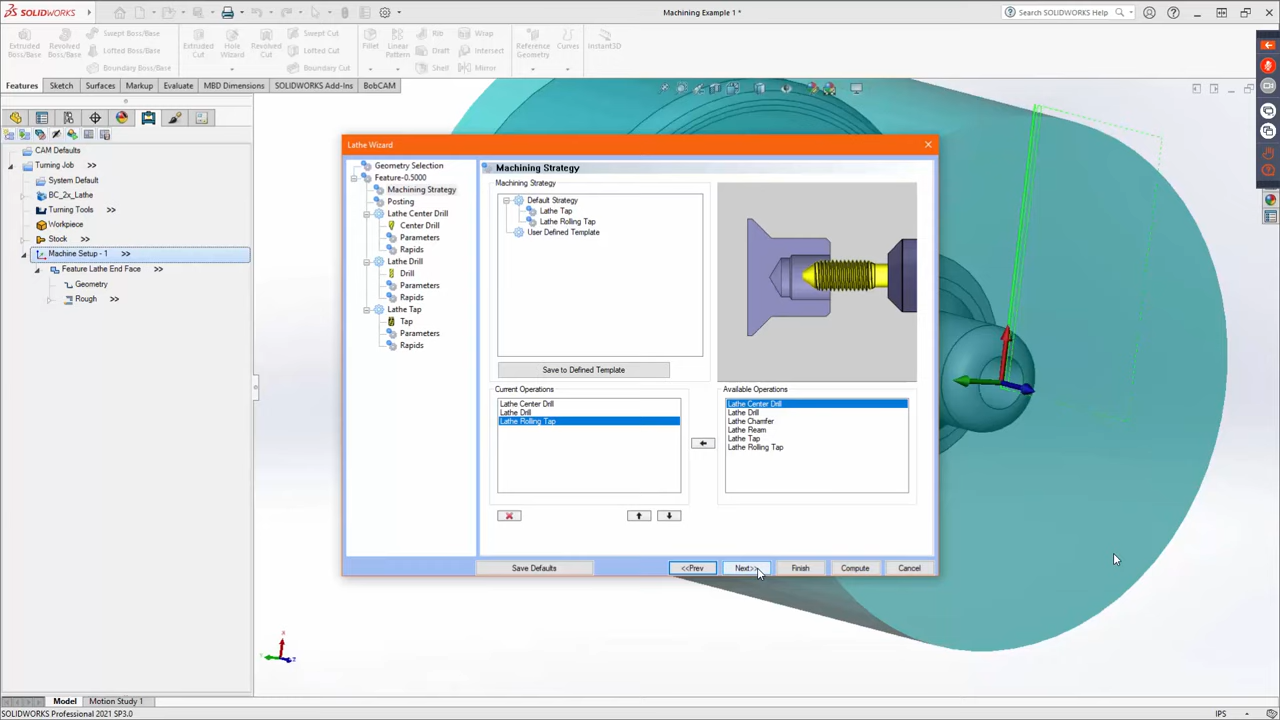 SOLIDWORKS
Machining Example 1 *
Search SOLIDWORKS Help
Extruded Boss/Base
Revolved Boss/Base
Swept Boss/Base
Lofted Boss/Base
Boundary Boss/Base
Extruded Cut
Hole Wizard
Revolved Cut
Swept Cut
Lofted Cut
Boundary Cut
Fillet
Linear Pattern
Rib
Draft
Shell
Wrap
Intersect
Mirror
Reference Geometry
Curves
Instant3D
Features
Sketch
Surfaces
Markup
Evaluate
MBD Dimensions
SOLIDWORKS Add-Ins
BobCAM
CAM Defaults
Turning Job >>
System Default
BC_2x_Lathe
Turning Tools >>
Workpiece
Stock >>
Machine Setup - 1 >>
Feature Lathe End Face >>
Geometry
Rough >>
Lathe Wizard
Geometry Selection
Feature-0.5000
Machining Strategy
Posting
Lathe Center Drill
Center Drill
Parameters
Rapids
Lathe Drill
Drill
Parameters
Rapids
Lathe Tap
Tap
Parameters
Rapids
Machining Strategy
Machining Strategy
Default Strategy
Lathe Tap
Lathe Rolling Tap
User Defined Template
Save to Defined Template
Current Operations
Lathe Center Drill
Lathe Drill
Lathe Rolling Tap
Available Operations
Lathe Center Drill
Lathe Drill
Lathe Chamfer
Lathe Ream
Lathe Tap
Lathe Rolling Tap
Save Defaults
<<Prev
Next>>
Finish
Compute
Cancel
X
Y
Z
Model
Motion Study 1
SOLIDWORKS Professional 2021 SP3.0
IPS